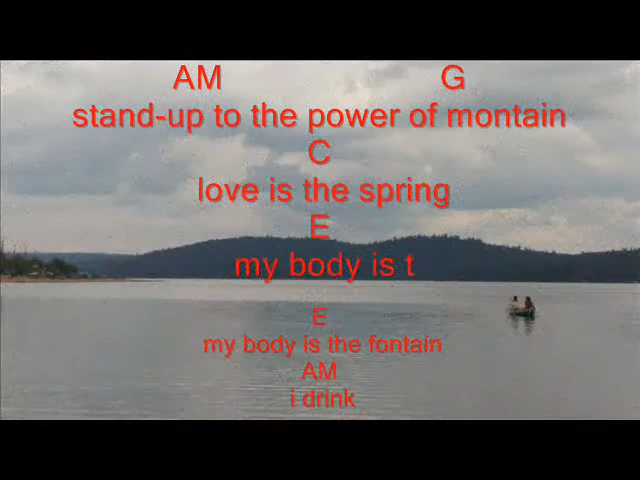 AM G
stand-up to the power of montain
C
love is the spring
E
my body is t
E
my body is the fontain
AM
i drink